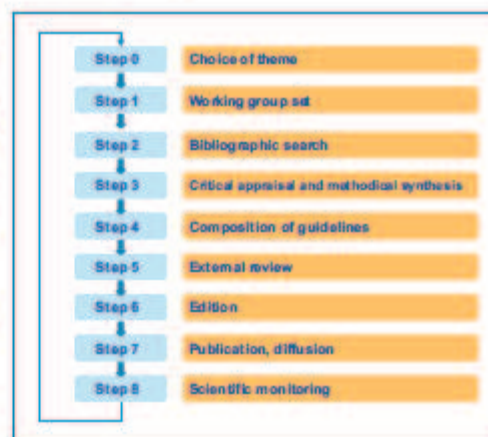 Step 0 Choice of theme
Step 1 Working group set
Step 2 Bibliographic search
Step 3 Critical appraisal and methodical synthesis
Step 4 Composition of guidelines
Step 5 External review
Step 6 Edition
Step 7 Publication, diffusion
Step 8 Scientific monitoring